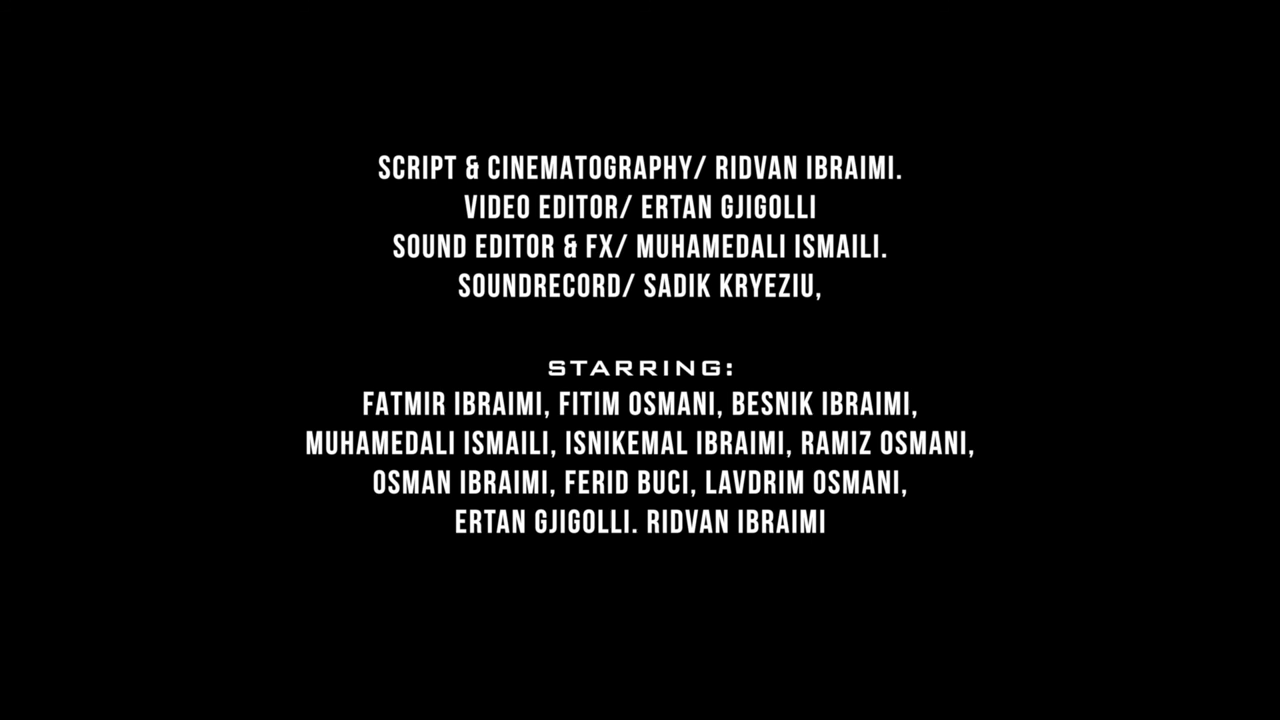 SCRIPT & CINEMATOGRAPHY/ RIDVAN IBRAIMI.
VIDEO EDITOR/ ERTAN GJIGOLLI
SOUND EDITOR & FX/ MUHAMEDALI ISMAILI.
SOUNDRECORD/ SADIK KRYEZIU,
STARRING:
FATMIR IBRAIMI, FITIM OSMANI, BESNIK IBRAIMI,
MUHAMEDALI ISMAILI, ISNIKEMAL IBRAIMI, RAMIZ OSMANI,
OSMAN IBRAIMI, FERID BUCI, LAVDRIM OSMANI,
ERTAN GJIGOLLI. RIDVAN IBRAIMI